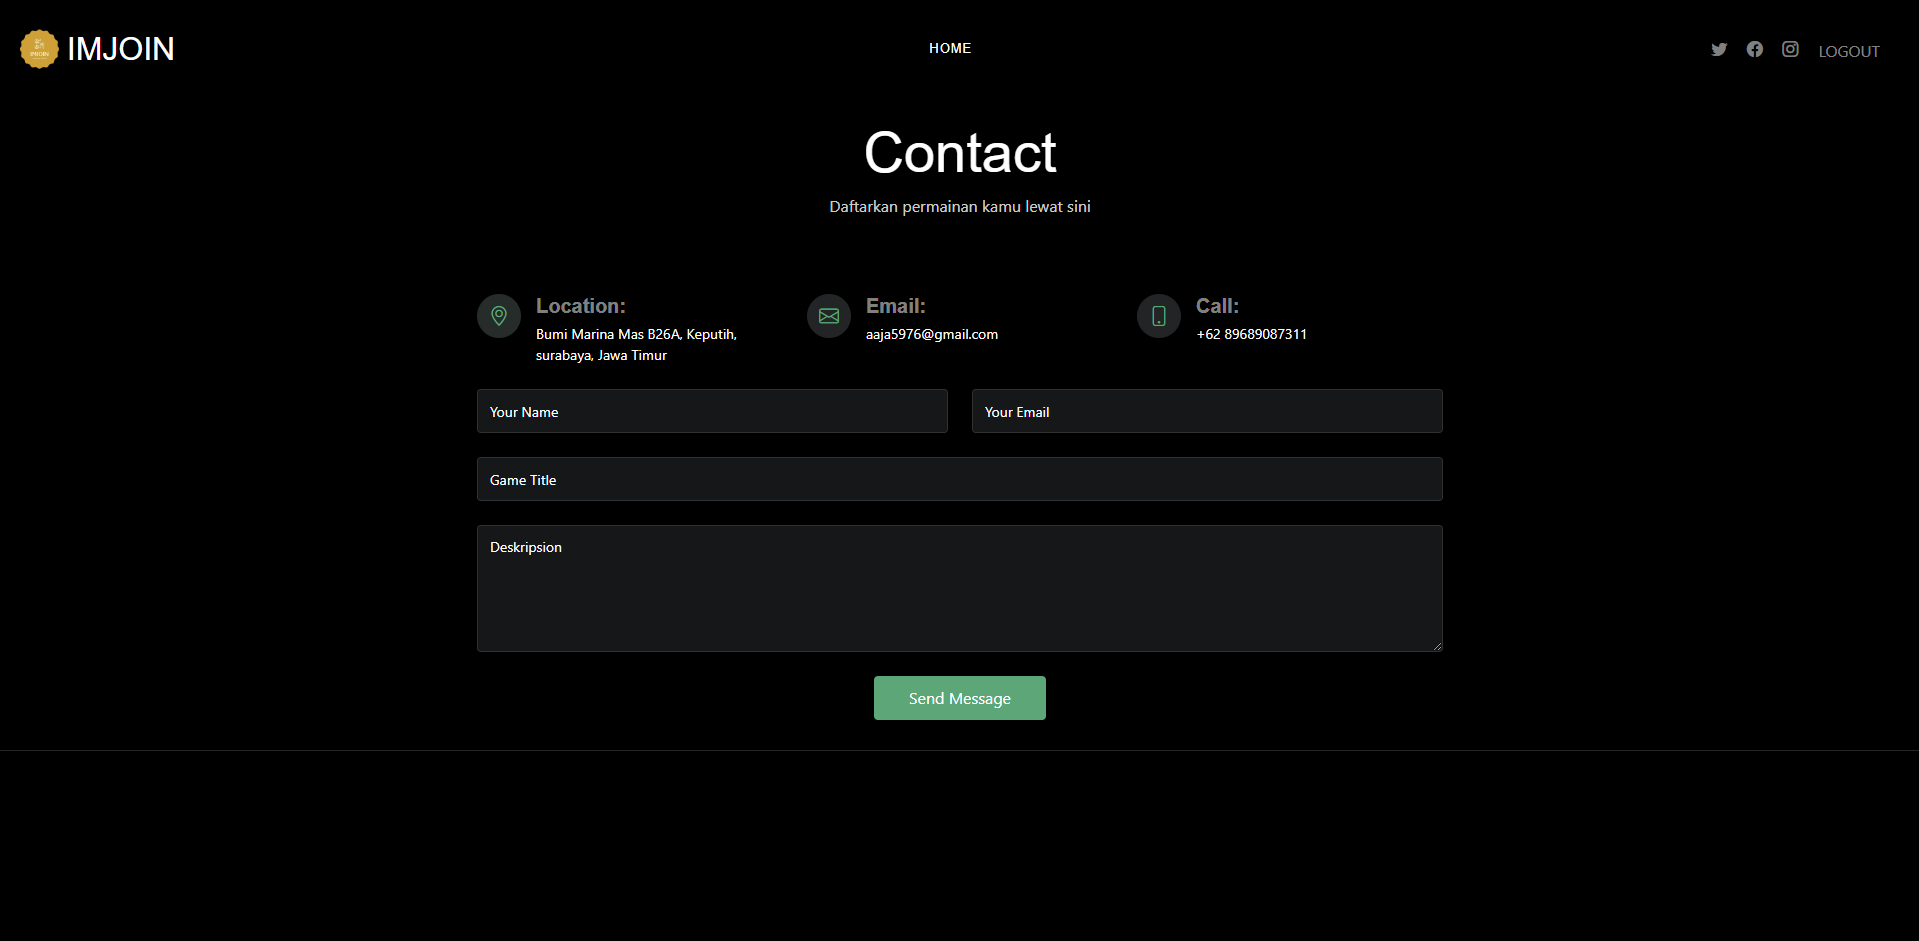 IMJOIN
HOME
LOGOUT
Contact
Daftarkan permainan kamu lewat sini
Location:
Bumi Marina Mas B26A, Keputih,
surabaya, Jawa Timur
Email:
aaja5976@gmail.com
Call:
+62 89689087311
Your Name
Your Email
Game Title
Deskripsion
Send Message